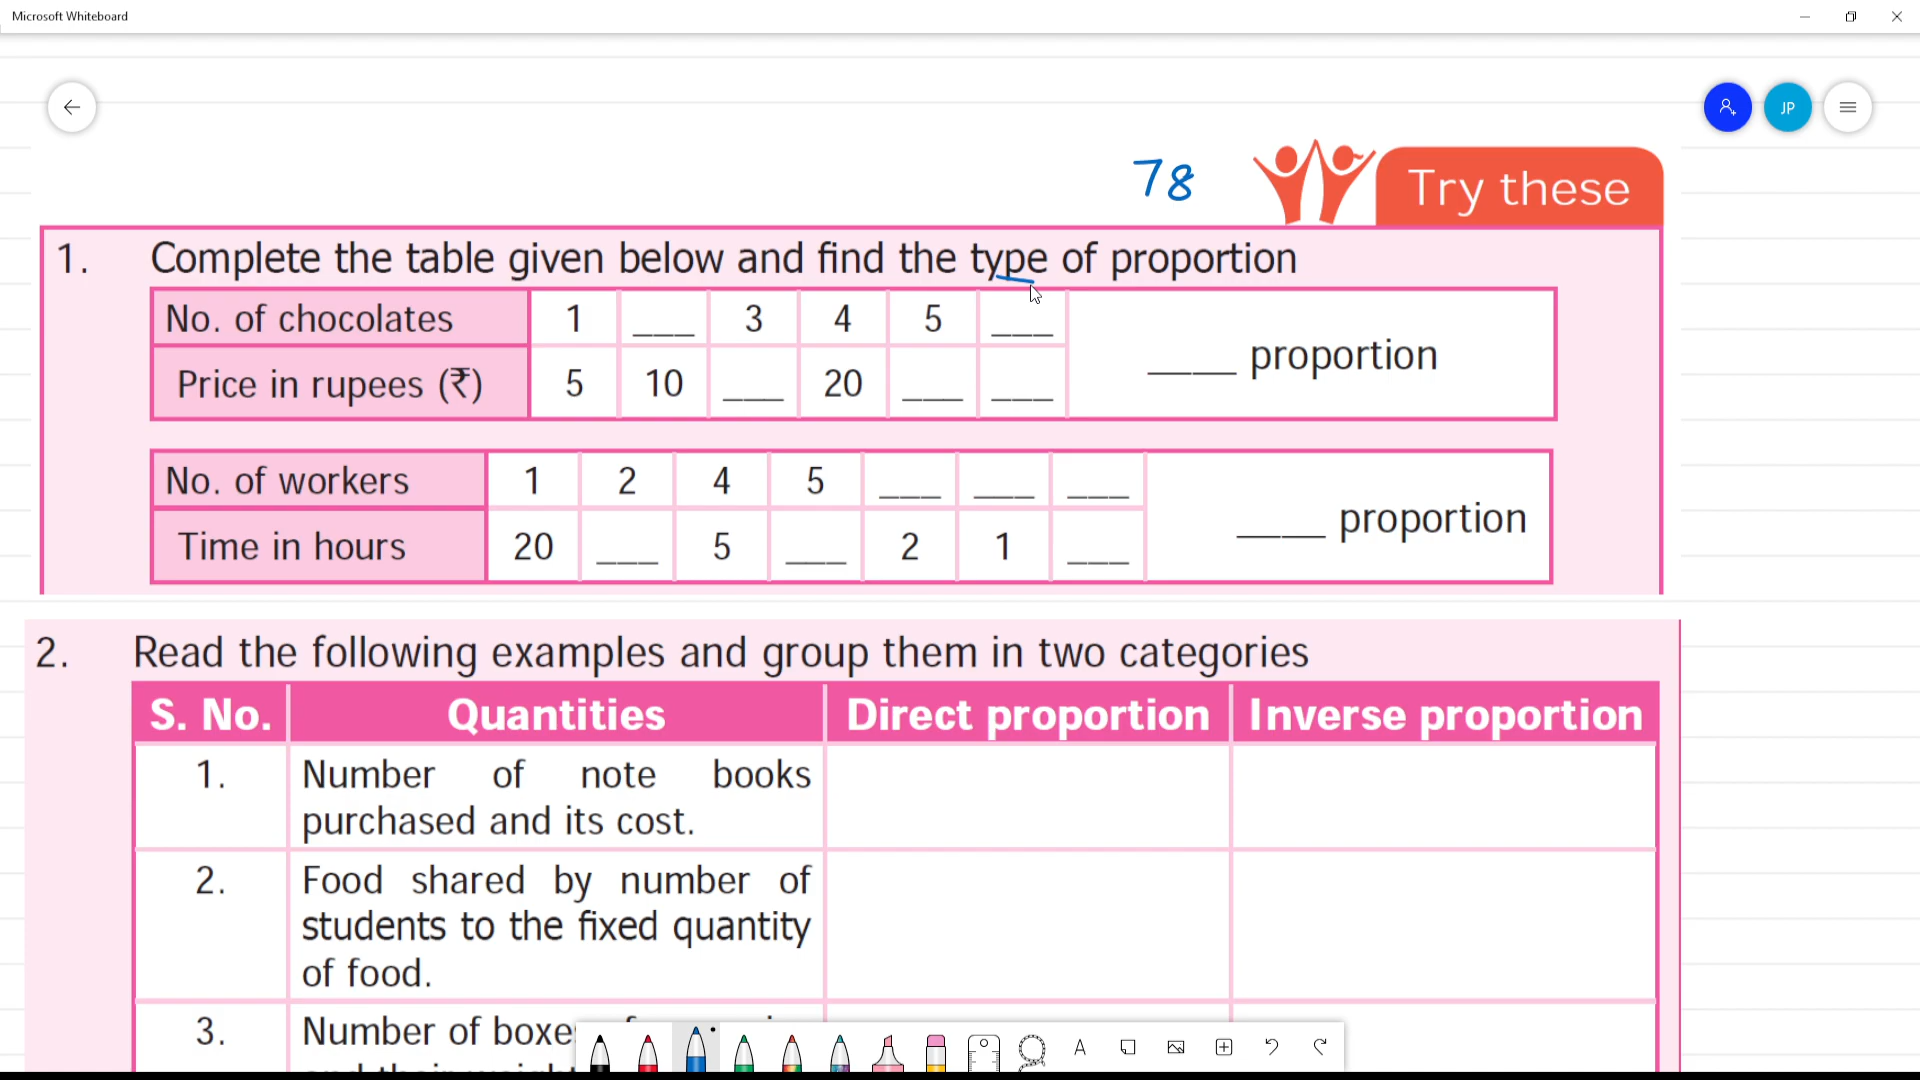 Microsoft Whiteboard
JP
78
Try these
1. Complete the table given below and find the type of proportion
No. of chocolates 1 ___ 3 4 5 ___
Price in rupees (₹) 5 10 ___ 20 ___ ___
____ proportion
No. of workers 1 2 4 5 ___ ___ ___
Time in hours 20 ___ 5 ___ 2 1 ___
____ proportion
2. Read the following examples and group them in two categories
S. No. Quantities Direct proportion Inverse proportion
1. Number of note books
purchased and its cost.
2. Food shared by number of
students to the fixed quantity
of food.
3. Number of boxe
A